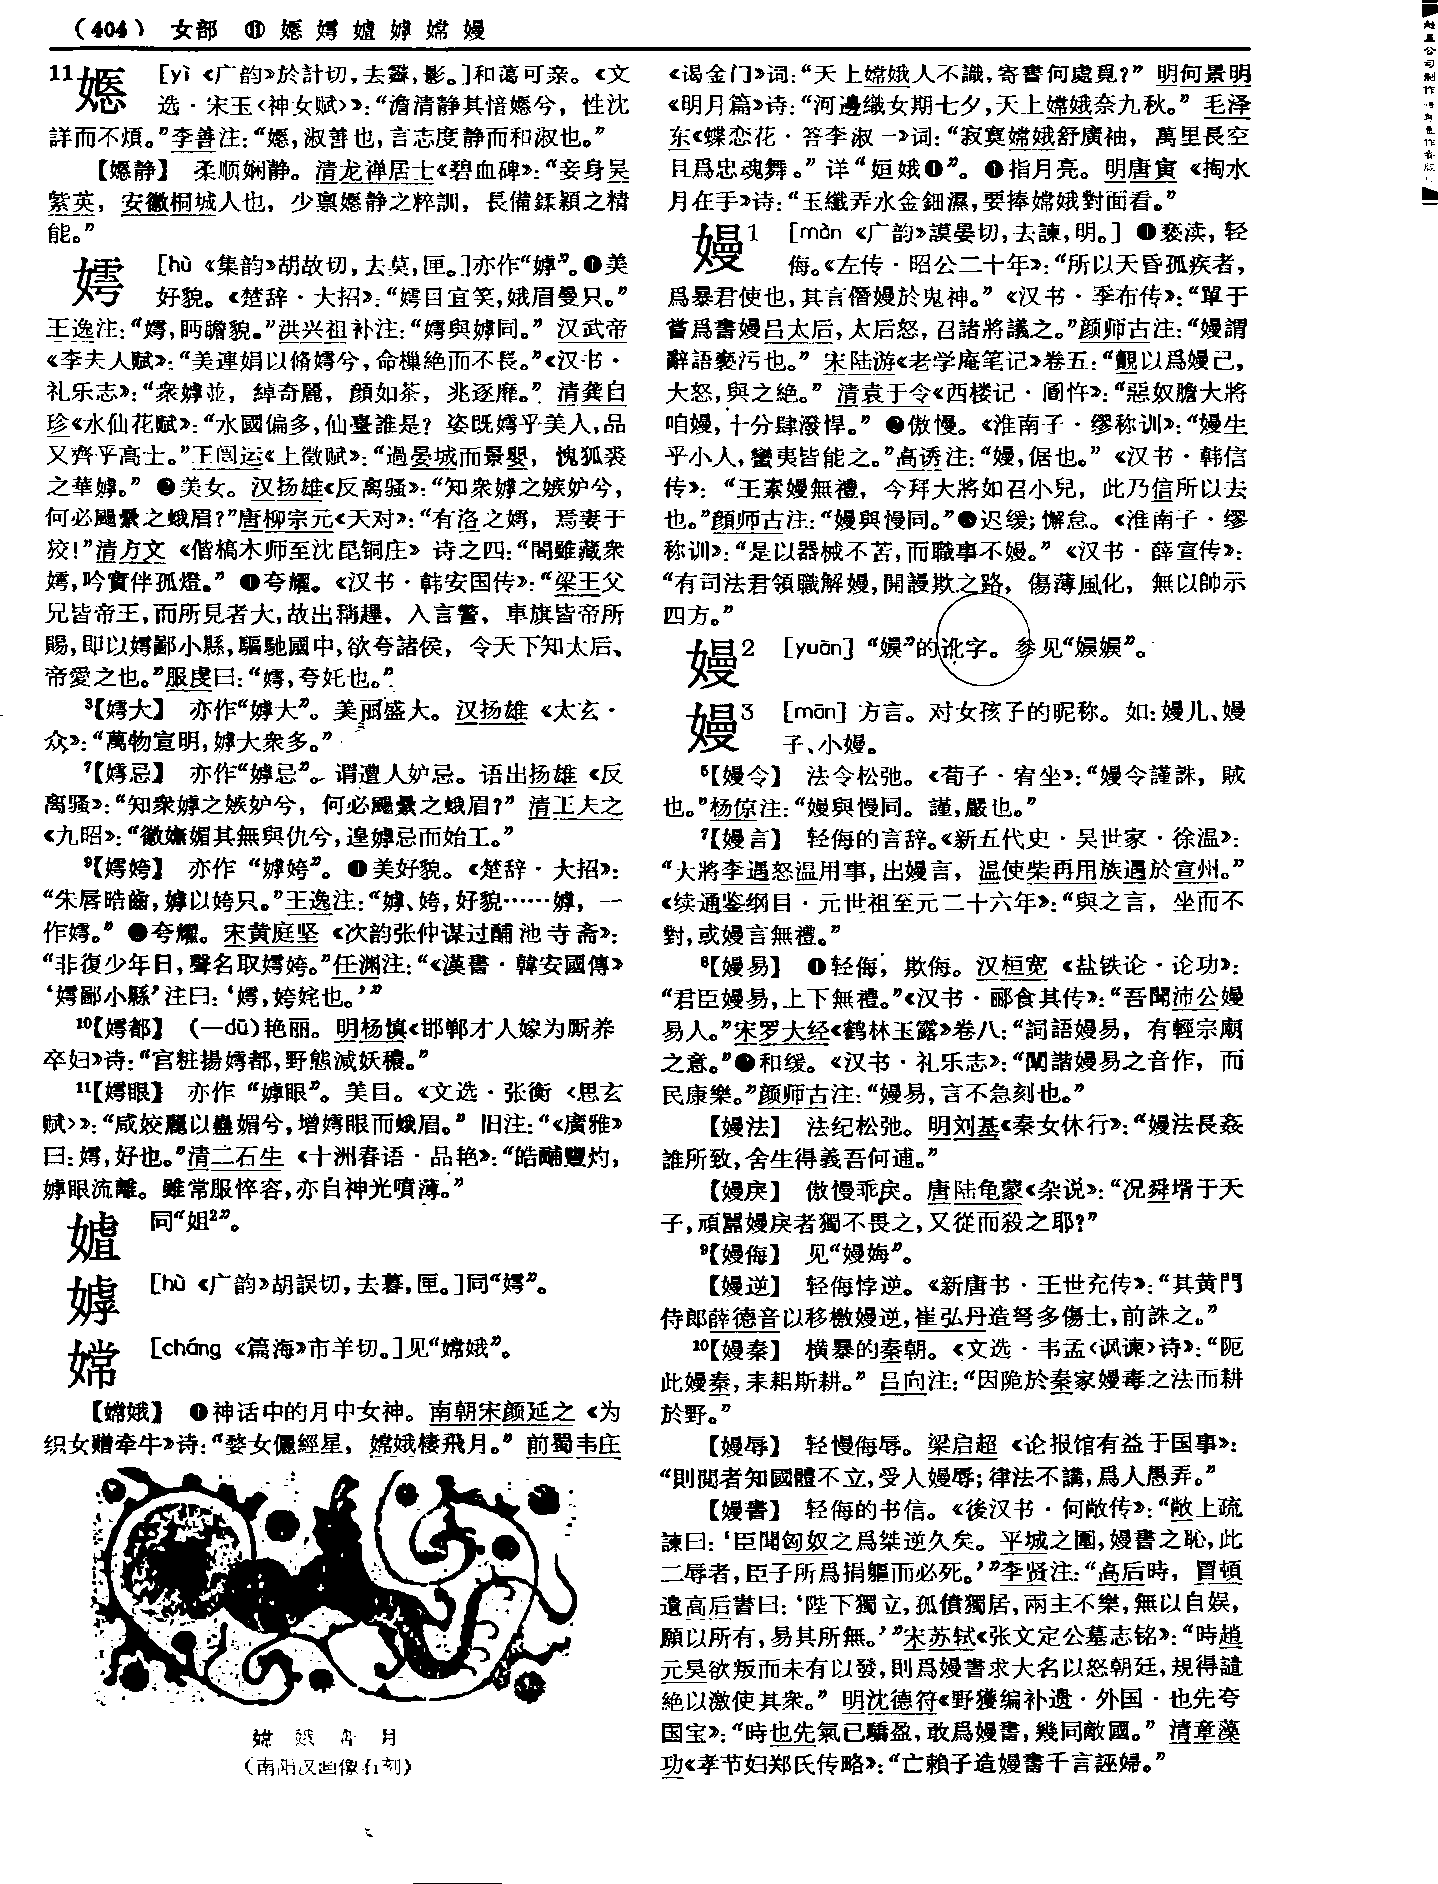 （404） 女部 ⑪ 嫕 嫮 嫿 嫭 嫦 嫚
11 嫕 [yì《广韵》於計切，去霽，影。]和蔼可亲。《文
选·宋玉〈神女赋〉》：“澹清静其愔嫕兮，性沈
詳而不煩。”李善注：“嫕，淑善也，言志度静而和淑也。”
【嫕静】 柔顺娴静。清龙禅居士《碧血碑》：“妾身吴
紫英，安徽桐城人也，少禀嫕静之粹訓，長備鍒穎之精
能。”
嫮 [hù《集韵》胡故切，去莫，匣。]亦作“嫭”。❶美
好貌。《楚辞·大招》：“嫮目宜笑，娥眉曼只。”
王逸注：“嫮，眄瞻貌。”洪兴祖补注：“嫮與嫭同。” 汉武帝
《李夫人赋》：“美連娟以脩嫮兮，命樔絶而不長。”《汉书·
礼乐志》：“衆嫭並，綽奇麗，顔如荼，兆逐靡。” 清龚自
珍《水仙花赋》：“水國偏多，仙臺誰是？姿既嫮乎美人，品
又齊乎高士。”王闿运《上徵赋》：“過晏城而景嬰，愧狐裘
之華嫭。” ❷美女。汉扬雄《反离骚》：“知衆嫭之嫉妒兮，
何必颺纍之蛾眉？”唐柳宗元《天对》：“有洛之嫮，焉妻于
狡！”清方文《偕槁木师至沈昆铜庄》诗之四：“閤雖藏衆
嫮，吟實伴孤燈。” ❸夸耀。《汉书·韩安国传》：“梁王父
兄皆帝王，而所見者大，故出稱趩，入言警，車旗皆帝所
賜，即以嫮鄙小縣，驅馳國中，欲夸諸侯，令天下知太后、
帝愛之也。”服虔曰：“嫮，夸奼也。”
³【嫮大】 亦作“嫭大”。美丽盛大。汉扬雄《太玄·
众》：“萬物宣明，嫭大衆多。”
⁷【嫮忌】 亦作“嫭忌”。谓遭人妒忌。语出扬雄《反
离骚》：“知衆嫭之嫉妒兮，何必颺纍之蛾眉？” 清王夫之
《九昭》：“徽嫵媚其無與仇兮，遑嫭忌而始工。”
⁹【嫮姱】 亦作“嫭姱”。❶美好貌。《楚辞·大招》：
“朱唇皓齒，嫭以姱只。”王逸注：“嫭、姱，好貌……嫭，一
作嫮。” ❷夸耀。宋黄庭坚《次韵张仲谋过酺池寺斋》：
“非復少年日，聲名取嫮姱。”任渊注：“《漢書·韓安國傳》
‘嫮鄙小縣’注曰：‘嫮，姱姹也。’”
¹⁰【嫮都】 （一dū）艳丽。明杨慎《邯郸才人嫁为厮养
卒妇》诗：“宫粧揚嫮都，野態減妖穠。”
¹¹【嫮眼】 亦作“嫭眼”。美目。《文选·张衡〈思玄
赋〉》：“咸姣麗以蠱媚兮，增嫮眼而蛾眉。” 旧注：“《廣雅》
曰：嫮，好也。”清二石生《十洲春语·品艳》：“皓酺豐灼，
嫭眼流離。雖常服悴容，亦自神光噴薄。”
同“姐²”。
嫭 [hù《广韵》胡誤切，去暮，匣。]同“嫮”。
嫦 [cháng《篇海》市羊切。]见“嫦娥”。
【嫦娥】 ❶神话中的月中女神。南朝宋颜延之《为
织女赠牵牛》诗：“婺女儷經星，嫦娥棲飛月。” 前蜀韦庄
嫦 娥 奔 月
（南阳汉画像石刻）
《谒金门》词：“天上嫦娥人不識，寄書何處覓？” 明何景明
《明月篇》诗：“河邊織女期七夕，天上嫦娥奈九秋。” 毛泽
东《蝶恋花·答李淑一》词：“寂寞嫦娥舒廣袖，萬里長空
且爲忠魂舞。” 详“姮娥❶”。❷指月亮。明唐寅《掬水
月在手》诗：“玉纖弄水金鈿濕，要捧嫦娥對面看。”
嫚1 [màn《广韵》謨晏切，去諫，明。] ❶亵渎，轻
侮。《左传·昭公二十年》：“所以夭昏孤疾者，
爲暴君使也，其言僭嫚於鬼神。” 《汉书·季布传》：“單于
嘗爲書嫚吕太后，太后怒，召諸將議之。”颜师古注：“嫚謂
辭語褻污也。” 宋陆游《老学庵笔记》卷五：“觀以爲嫚己，
大怒，與之絶。” 清袁于令《西楼记·阊忤》：“惡奴膽大將
咱嫚，十分肆潑悍。” ❷傲慢。《淮南子·缪称训》：“嫚生
乎小人，蠻夷皆能之。”高诱注：“嫚，倨也。”《汉书·韩信
传》：“王素嫚無禮，今拜大將如召小兒，此乃信所以去
也。”顔师古注：“嫚與慢同。”❸迟缓；懈怠。《淮南子·缪
称训》：“是以器械不苦，而職事不嫚。” 《汉书·薛宣传》：
“有司法君領職解嫚，開謾欺之路，傷薄風化，無以帥示
四方。”
嫚2 [yuān] “嬽”的讹字。参见“嬽嬽”。
嫚3 [mān] 方言。对女孩子的昵称。如：嫚儿、嫚
子、小嫚。
⁵【嫚令】 法令松弛。《荀子·宥坐》：“嫚令謹誅，賊
也。”杨倞注：“嫚與慢同。謹，嚴也。”
⁷【嫚言】 轻侮的言辞。《新五代史·吴世家·徐温》：
“大將李遇怒温用事，出嫚言，温使柴再用族遇於宣州。”
《续通鉴纲目·元世祖至元二十六年》：“與之言，坐而不
對，或嫚言無禮。”
⁸【嫚易】 ❶轻侮，欺侮。汉桓宽《盐铁论·论功》：
“君臣嫚易，上下無禮。”《汉书·郦食其传》：“吾聞沛公嫚
易人。”宋罗大经《鹤林玉露》卷八：“詞語嫚易，有輕宗廟
之意。”❷和缓。《汉书·礼乐志》：“闡諧嫚易之音作，而
民康樂。”颜师古注：“嫚易，言不急刻也。”
【嫚法】 法纪松弛。明刘基《秦女休行》：“嫚法長姦
誰所致，舍生得義吾何逋。”
【嫚戾】 傲慢乖戾。唐陆龟蒙《杂说》：“况舜壻于天
子，頑嚚嫚戾者獨不畏之，又從而殺之耶？”
⁹【嫚侮】 见“嫚娒”。
【嫚逆】 轻侮悖逆。《新唐书·王世充传》：“其黄門
侍郎薛德音以移檄嫚逆，崔弘丹造弩多傷士，前誅之。”
¹⁰【嫚秦】 横暴的秦朝。《文选·韦孟〈讽谏〉诗》：“阨
此嫚秦，耒耜斯耕。” 吕向注：“因阨於秦家嫚毒之法而耕
於野。”
【嫚辱】 轻慢侮辱。梁启超《论报馆有益于国事》：
“則閲者知國體不立，受人嫚辱；律法不講，爲人愚弄。”
【嫚書】 轻侮的书信。《後汉书·何敞传》：“敞上疏
諫曰：‘臣聞匈奴之爲桀逆久矣。平城之圍，嫚書之恥，此
二辱者，臣子所爲捐軀而必死。’”李贤注：“高后時，冒頓
遺高后書曰：‘陛下獨立，孤僨獨居，兩主不樂，無以自娱，
願以所有，易其所無。’”宋苏轼《张文定公墓志铭》：“時趙
元昊欲叛而未有以發，則爲嫚書求大名以怒朝廷，規得譴
絶以激使其衆。” 明沈德符《野獲编补遗·外国·也先夸
国宝》：“時也先氣已驕盈，敢爲嫚書，幾同敵國。” 清章藻
功《孝节妇郑氏传略》：“亡賴子造嫚書千言誣婦。”